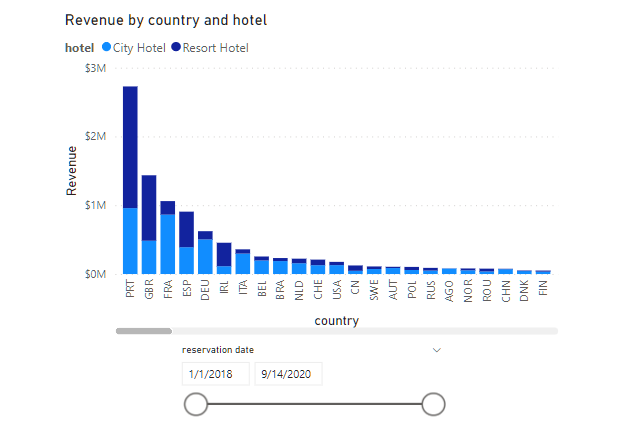 Revenue by country and hotel
hotel City Hotel Resort Hotel
$3M
$2M
$1M
$0M
Revenue
PRT GBR FRA ESP DEU IRL ITA BEL BRA NLD CHE USA CN SWE AUT POL RUS AGO NOR ROU CHN DNK FIN
country
reservation date
1/1/2018 9/14/2020